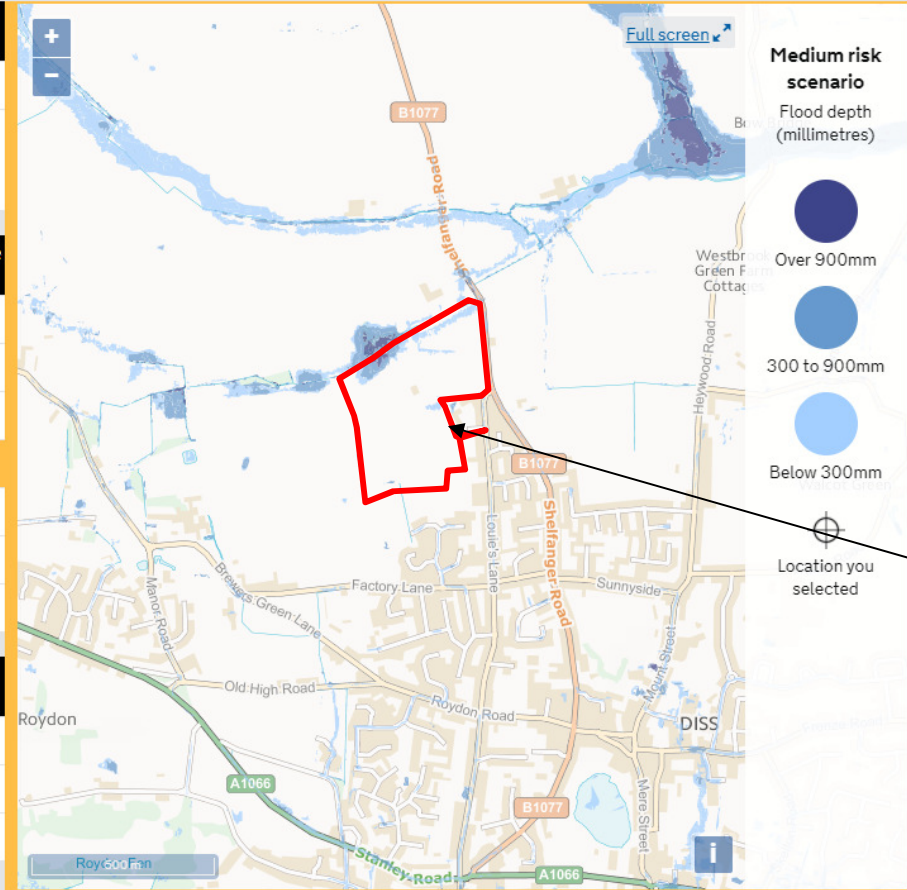 +
−
Full screen
Medium risk
scenario
Flood depth
(millimetres)
Over 900mm
300 to 900mm
Below 300mm
Location you
selected
B1077
Shelfanger Road
Green Farm
Cottages
Heywood Road
B1077
Shelfanger Road
Louie's Lane
Factory Lane
Sunnyside
Manor Road
Brewers Green Lane
Old High Road
Roydon Road
Mount Street
Roydon
DISS
A1066
B1077
Mere Street
Stanley Road
A1066
500 m
i